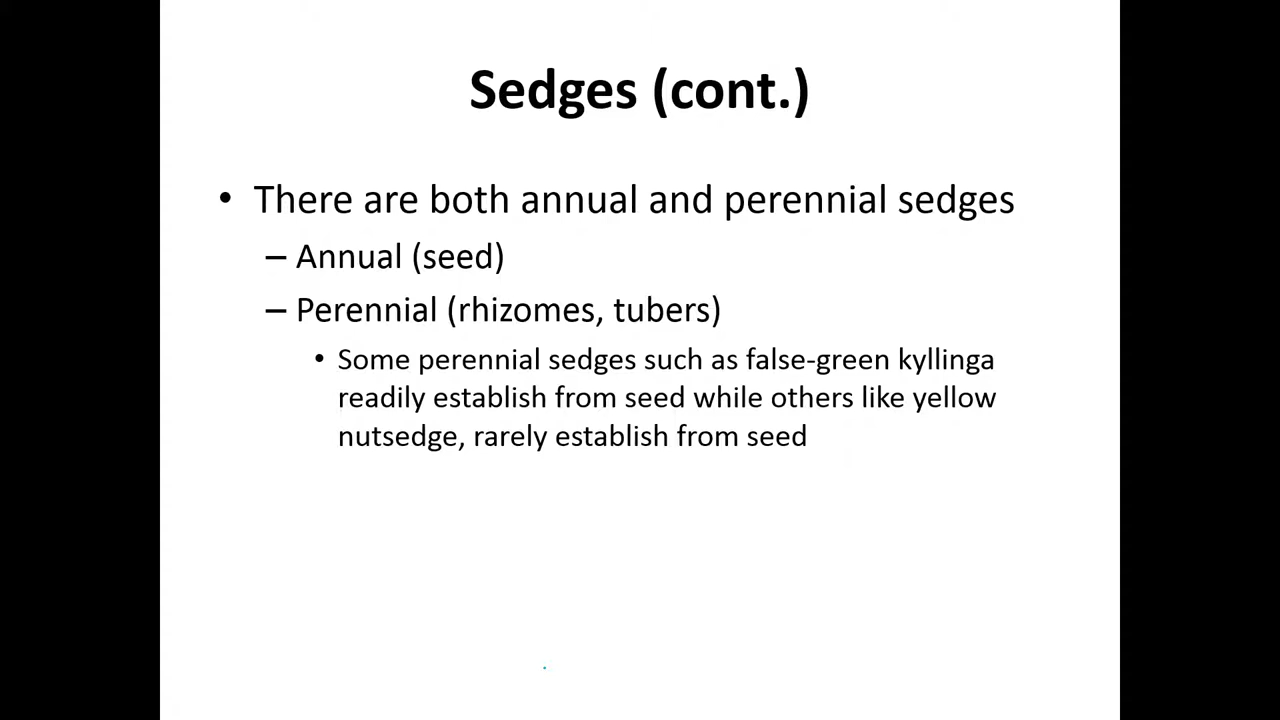 Sedges (cont.)
• There are both annual and perennial sedges
– Annual (seed)
– Perennial (rhizomes, tubers)
• Some perennial sedges such as false-green kyllinga
readily establish from seed while others like yellow
nutsedge, rarely establish from seed